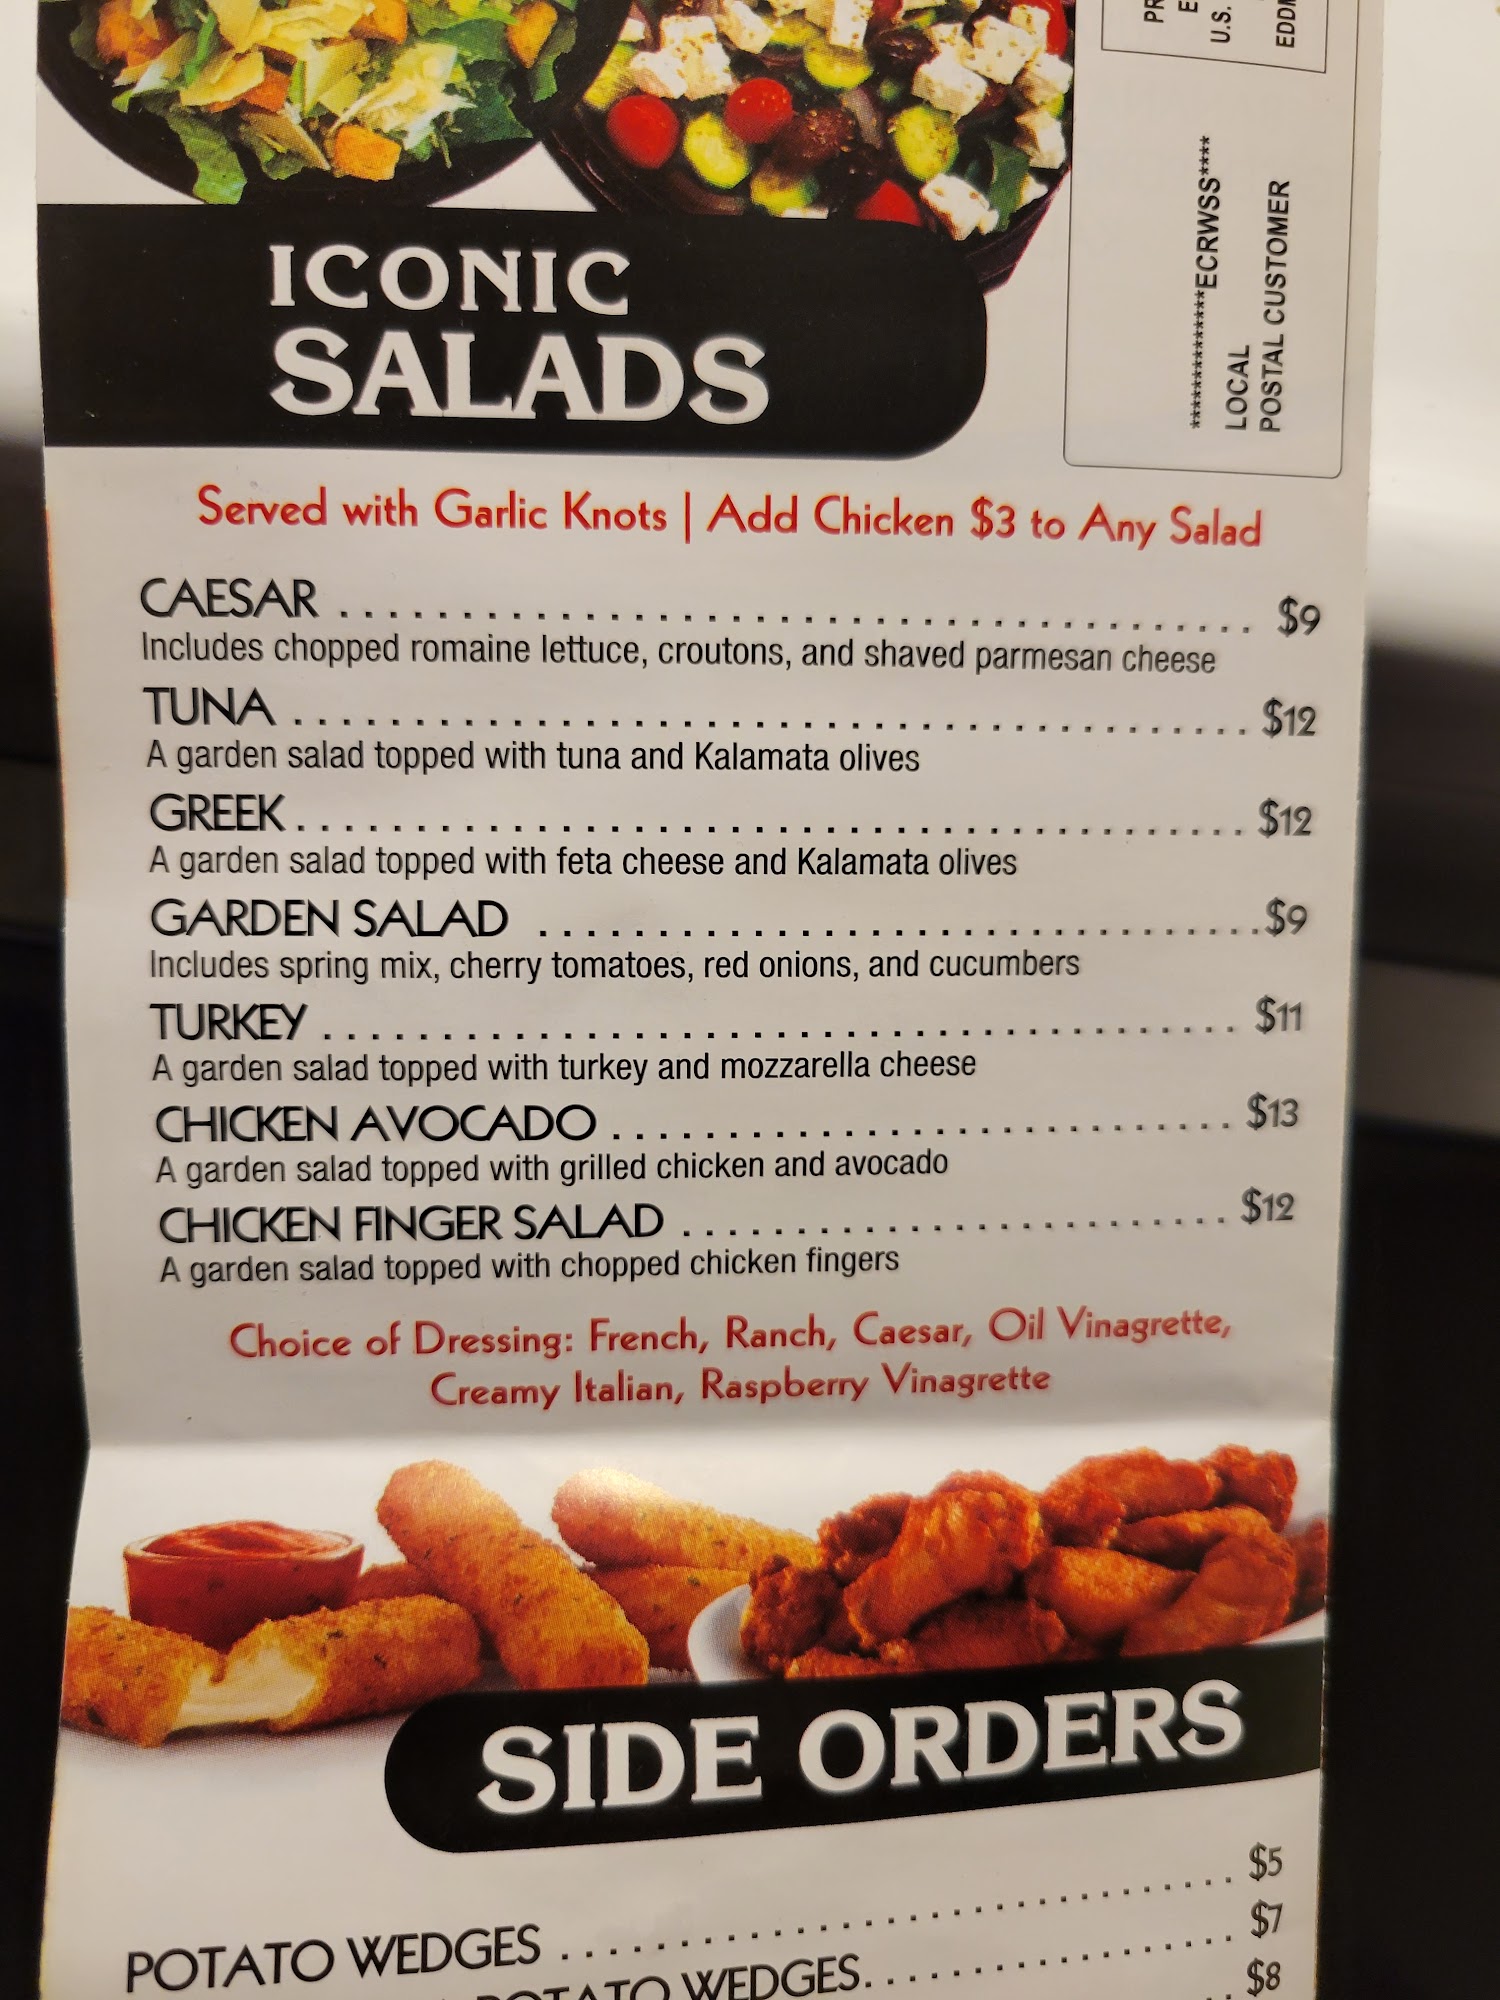 PR
E
U.S.
EDDM
**************ECRWSS****
LOCAL
POSTAL CUSTOMER
ICONIC
SALADS
Served with Garlic Knots | Add Chicken $3 to Any Salad
CAESAR . . . . . . . . . . . . . . . . . . . . . . . . . . . . . . . . . . . . . . $9
Includes chopped romaine lettuce, croutons, and shaved parmesan cheese
TUNA . . . . . . . . . . . . . . . . . . . . . . . . . . . . . . . . . . . . . . . . $12
A garden salad topped with tuna and Kalamata olives
GREEK . . . . . . . . . . . . . . . . . . . . . . . . . . . . . . . . . . . . . . . $12
A garden salad topped with feta cheese and Kalamata olives
GARDEN SALAD . . . . . . . . . . . . . . . . . . . . . . . . . . . . . . $9
Includes spring mix, cherry tomatoes, red onions, and cucumbers
TURKEY . . . . . . . . . . . . . . . . . . . . . . . . . . . . . . . . . . . . . . $11
A garden salad topped with turkey and mozzarella cheese
CHICKEN AVOCADO . . . . . . . . . . . . . . . . . . . . . . . . . . $13
A garden salad topped with grilled chicken and avocado
CHICKEN FINGER SALAD . . . . . . . . . . . . . . . . . . . . . . . $12
A garden salad topped with chopped chicken fingers
Choice of Dressing: French, Ranch, Caesar, Oil Vinagrette,
Creamy Italian, Raspberry Vinagrette
SIDE ORDERS
POTATO WEDGES . . . . . . . . . . . . . . . . . . . . . . . . . . . . $5
POTATO WEDGES . . . . . . . . . . . . . . . . $7
$8